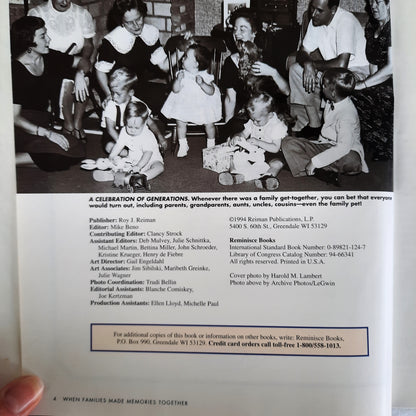 A CELEBRATION OF GENERATIONS. Whenever there was a family get-together, you can bet that everyone
would turn out, including parents, grandparents, aunts, uncles, cousins—even the family pet!
Publisher: Roy J. Reiman
Editor: Mike Beno
Contributing Editor: Clancy Strock
Assistant Editors: Deb Mulvey, Julie Schnittka,
Michael Martin, Bettina Miller, John Schroeder,
Kristine Krueger, Henry de Fiebre
Art Director: Gail Engeldahl
Art Associates: Jim Sibilski, Maribeth Greinke,
Julie Wagner
Photo Coordination: Trudi Bellin
Editorial Assistants: Blanche Comiskey,
Joe Kertzman
Production Assistants: Ellen Lloyd, Michelle Paul
©1994 Reiman Publications, L.P.
5400 S. 60th St., Greendale WI 53129
Reminisce Books
International Standard Book Number: 0-89821-124-7
Library of Congress Catalog Number: 94-66341
All rights reserved. Printed in U.S.A.
Cover photo by Harold M. Lambert
Photo above by Archive Photos/LeGwin
For additional copies of this book or information on other books, write: Reminisce Books,
P.O. Box 990, Greendale WI 53129. Credit card orders call toll-free 1-800/558-1013.
4 WHEN FAMILIES MADE MEMORIES TOGETHER